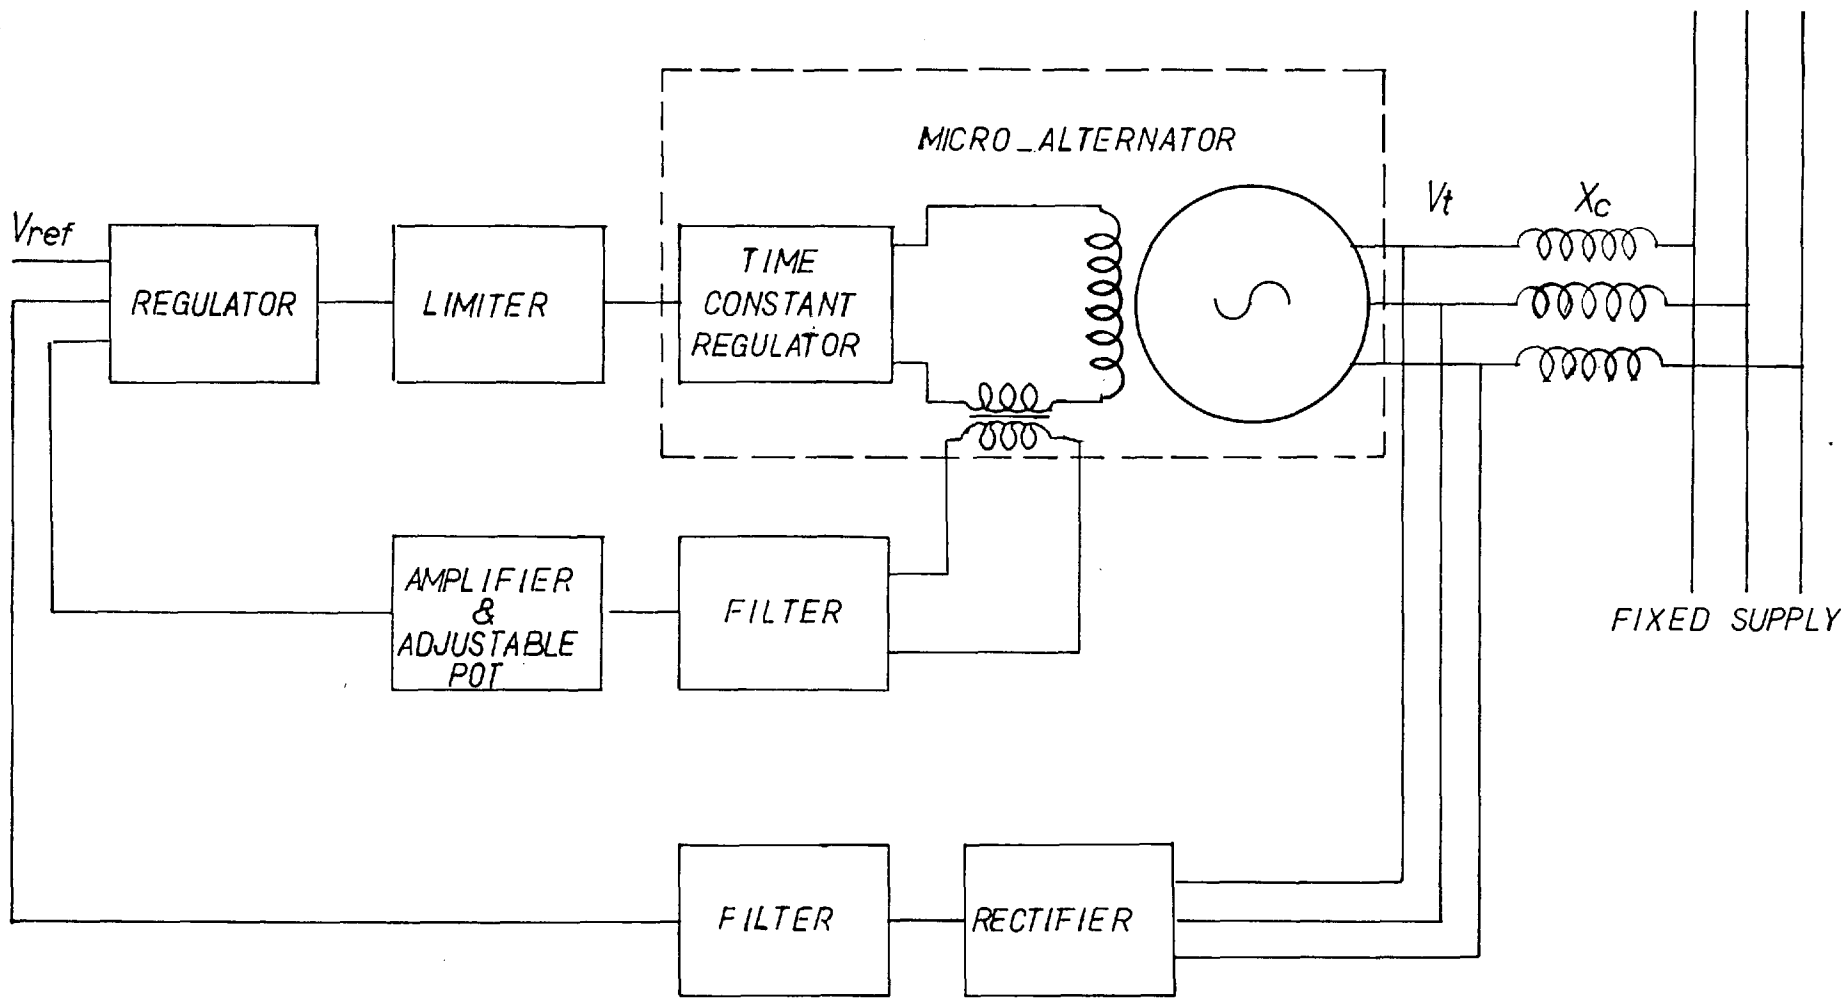 MICRO_ALTERNATOR
Vref
REGULATOR
LIMITER
TIME
CONSTANT
REGULATOR
Vt
Xc
AMPLIFIER
&
ADJUSTABLE
POT
FILTER
FIXED SUPPLY
FILTER
RECTIFIER